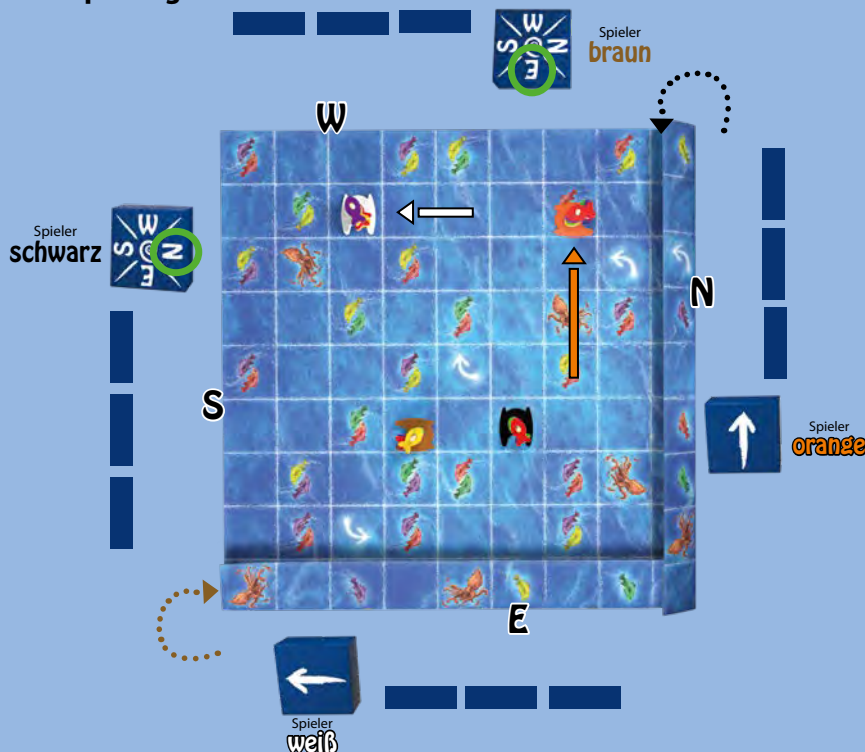 W
S N
E
Spieler
braun
W
W
S N
E
Spieler
schwarz
N
S
Spieler
orange
E
Spieler
weiß